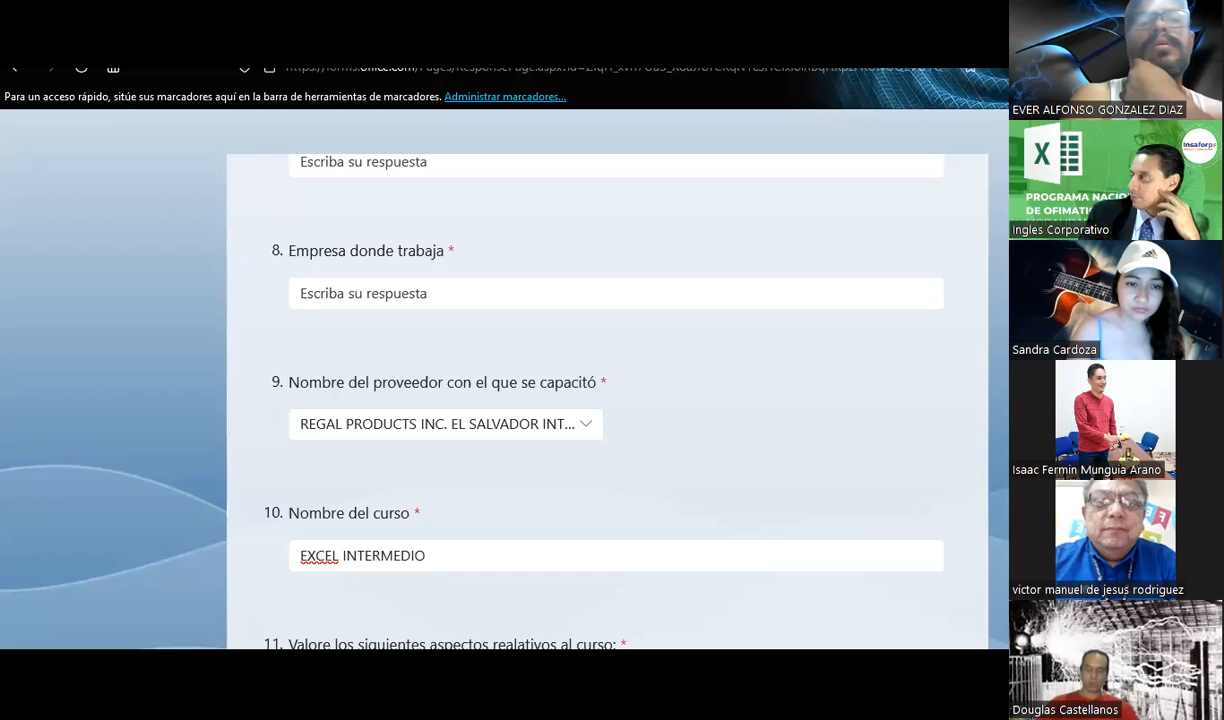 Para un acceso rápido, sitúe sus marcadores aquí en la barra de herramientas de marcadores. Administrar marcadores...
Escriba su respuesta
8. Empresa donde trabaja *
Escriba su respuesta
9. Nombre del proveedor con el que se capacitó *
REGAL PRODUCTS INC. EL SALVADOR INT...
10. Nombre del curso *
EXCEL INTERMEDIO
11. Valore los siguientes aspectos realativos al curso: *
EVER ALFONSO GONZALEZ DIAZ
X
insaforp
PROGRAMA NACIO
DE OFIMATI
Ingles Corporativo
Sandra Cardoza
Isaac Fermin Munguia Arano
victor manuel de jesus rodriguez
Douglas Castellanos